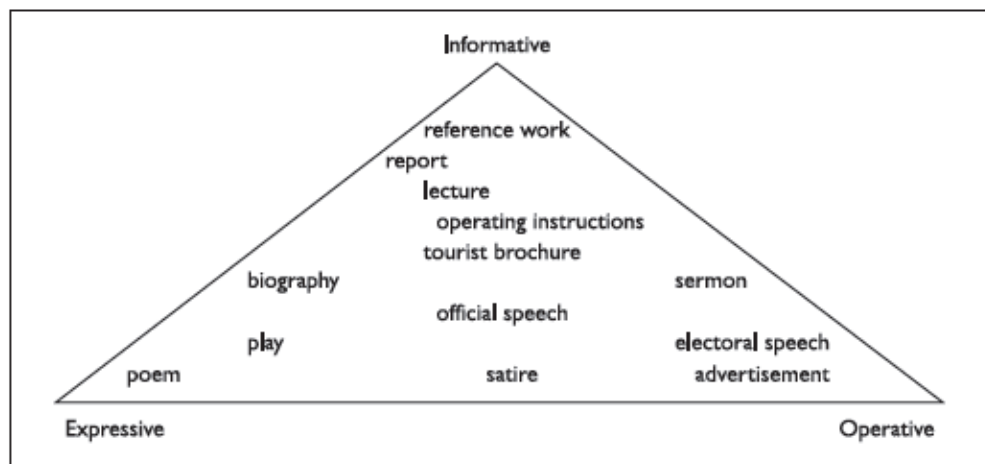 Informative
reference work
report
lecture
operating instructions
tourist brochure
biography
sermon
official speech
play
electoral speech
poem
satire
advertisement
Expressive
Operative